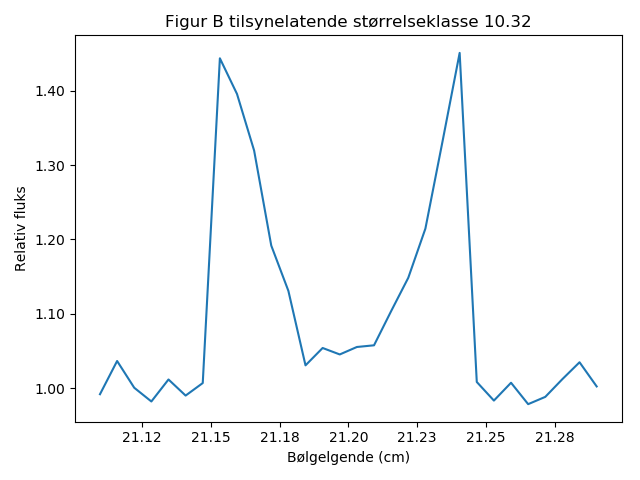 Figur B tilsynelatende størrelseklasse 10.32
Relativ fluks
1.40
1.30
1.20
1.10
1.00
21.12 21.15 21.18 21.20 21.23 21.25 21.28
Bølgelgende (cm)